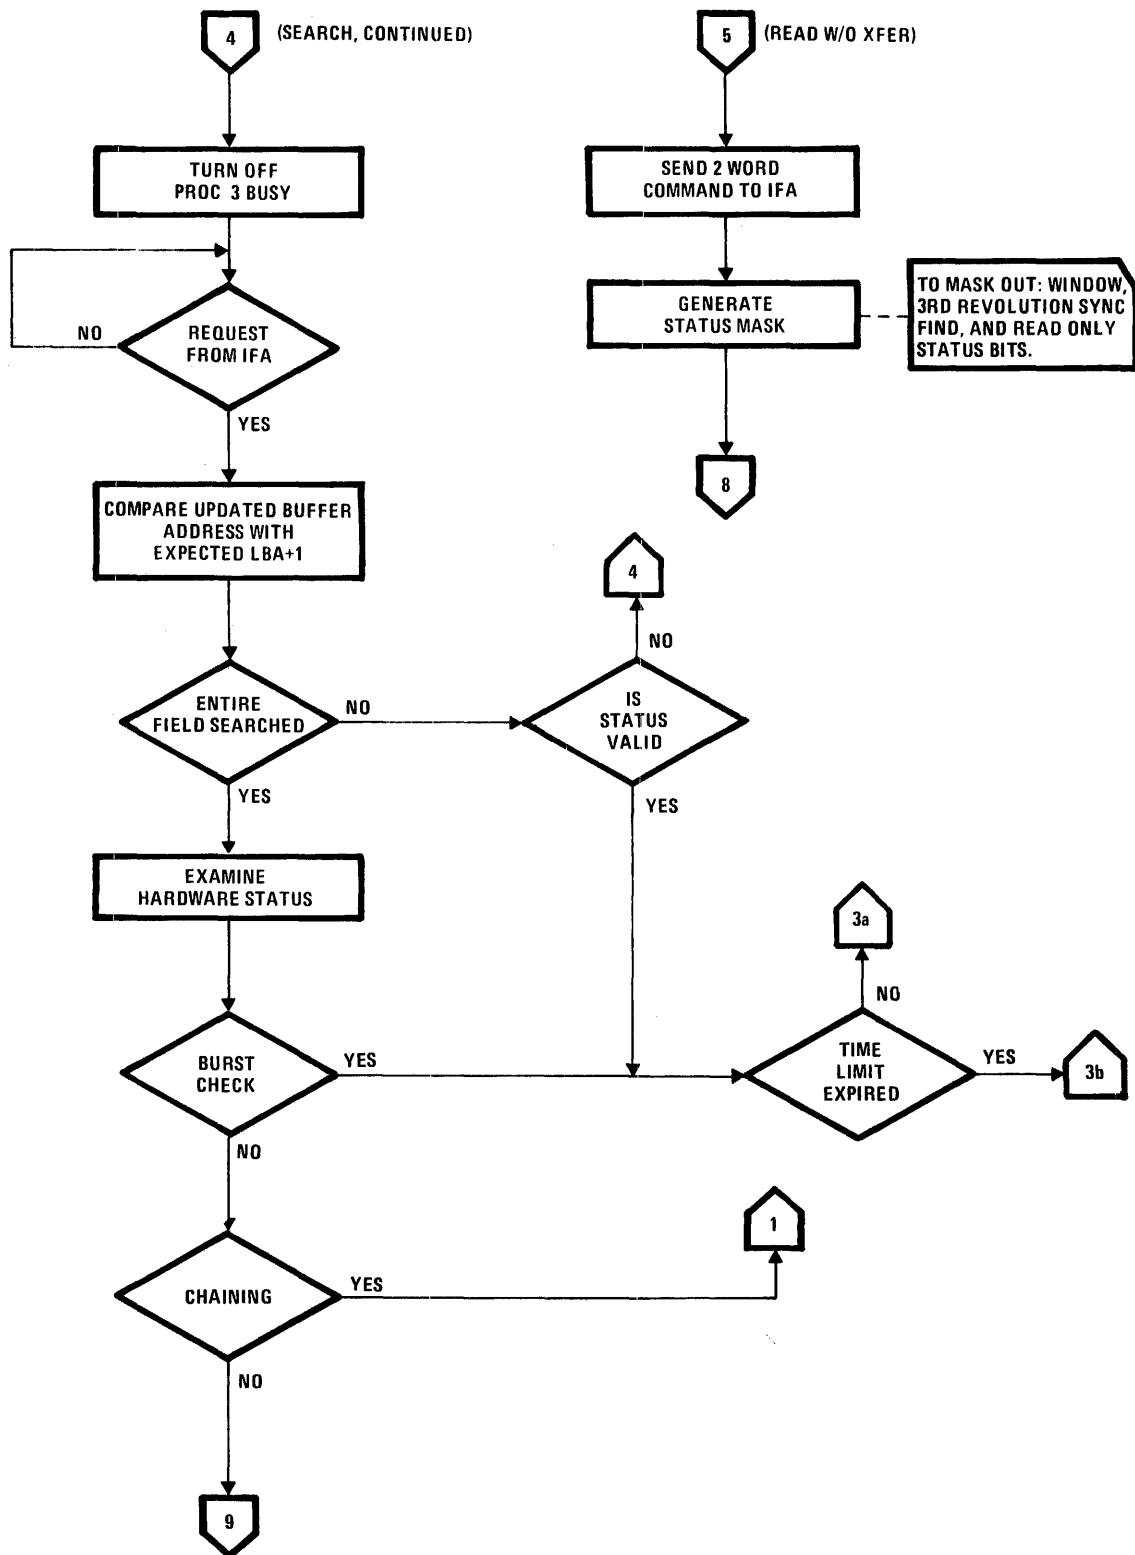 4
(SEARCH, CONTINUED)
TURN OFF
PROC 3 BUSY
NO
REQUEST
FROM IFA
YES
COMPARE UPDATED BUFFER
ADDRESS WITH
EXPECTED LBA+1
ENTIRE
FIELD SEARCHED
NO
YES
IS
STATUS
VALID
NO
4
YES
EXAMINE
HARDWARE STATUS
BURST
CHECK
YES
NO
TIME
LIMIT
EXPIRED
NO
3a
YES
3b
CHAINING
YES
1
NO
9
5
(READ W/O XFER)
SEND 2 WORD
COMMAND TO IFA
GENERATE
STATUS MASK
TO MASK OUT: WINDOW,
3RD REVOLUTION SYNC
FIND, AND READ ONLY
STATUS BITS.
8